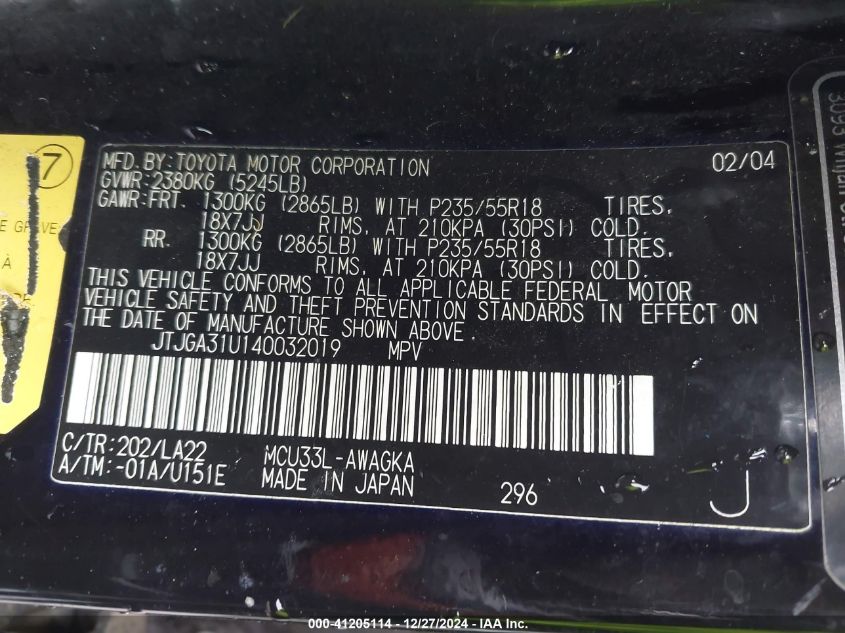 7
E GRAVE
À
MFD. BY: TOYOTA MOTOR CORPORATION 02/04
GVWR: 2380KG (5245LB)
GAWR: FRT. 1300KG (2865LB) WITH P235/55R18 TIRES,
18X7JJ RIMS, AT 210KPA (30PSI) COLD.
RR. 1300KG (2865LB) WITH P235/55R18 TIRES,
18X7JJ RIMS, AT 210KPA (30PSI) COLD.
THIS VEHICLE CONFORMS TO ALL APPLICABLE FEDERAL MOTOR
VEHICLE SAFETY AND THEFT PREVENTION STANDARDS IN EFFECT ON
THE DATE OF MANUFACTURE SHOWN ABOVE.
JTJGA31U140032019 MPV
C/TR: 202/LA22 MCU33L-AWAGKA
A/TM: -01A/U151E MADE IN JAPAN 296 J
000-41205114 - 12/27/2024 - IAA Inc.